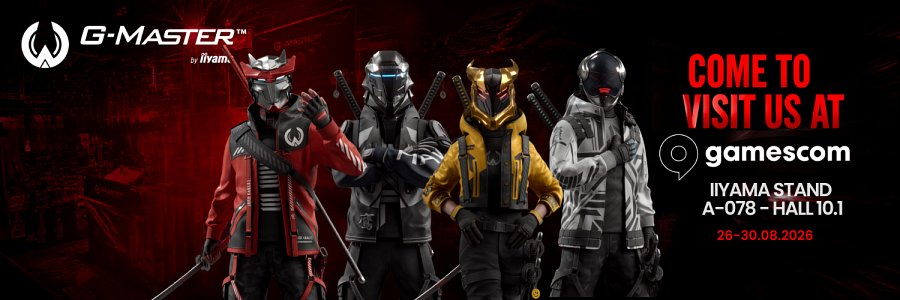 G-MASTER™
by iiyama
COME TO
VISIT US AT
gamescom
IIYAMA STAND
A-078 - HALL 10.1
26-30.08.2026